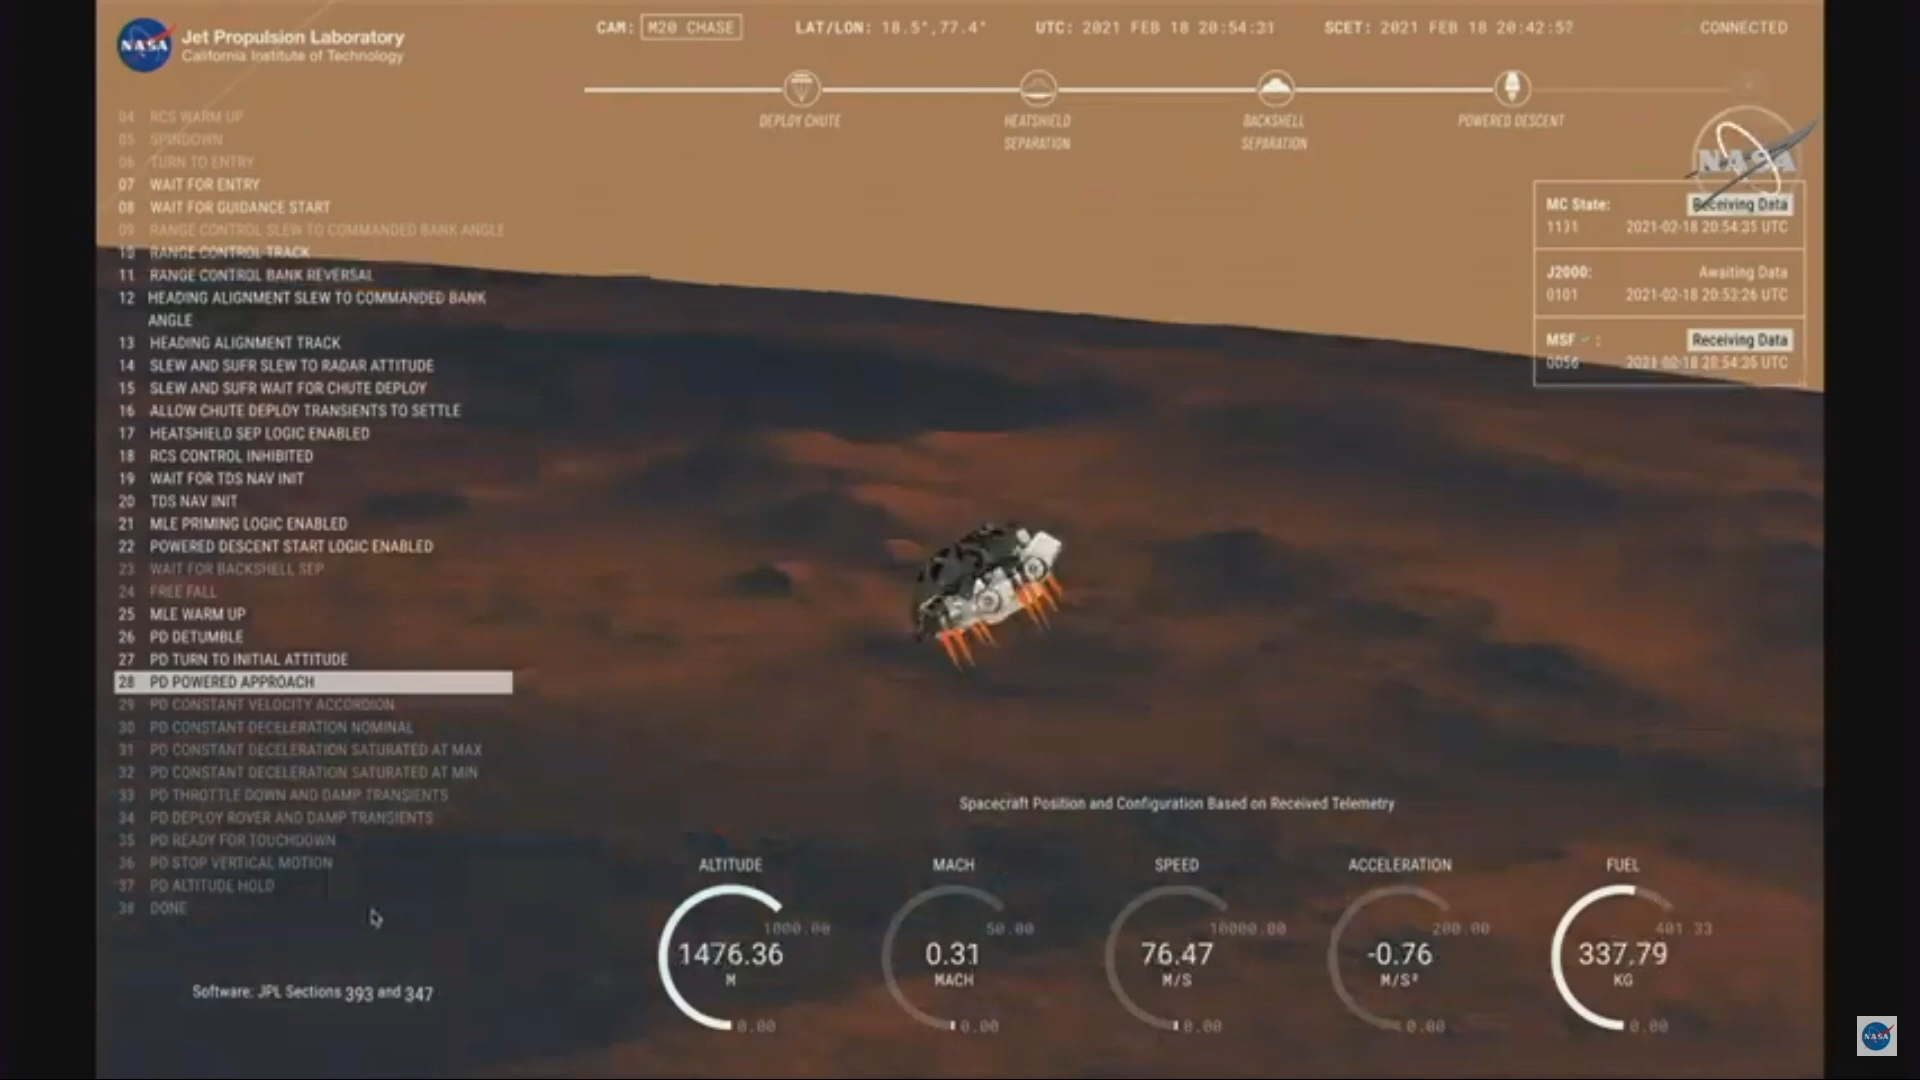 NASA
Jet Propulsion Laboratory
California Institute of Technology
CAM: M20 CHASE
LAT/LON: 18.5°,77.4°
UTC: 2021 FEB 18 20:54:31
SCET: 2021 FEB 18 20:42:52
CONNECTED
DEPLOY CHUTE
HEATSHIELD
SEPARATION
BACKSHELL
SEPARATION
POWERED DESCENT
NASA
MC State: Receiving Data
1131 2021-02-18 20:54:35 UTC
J2000: Awaiting Data
0101 2021-02-18 20:53:26 UTC
MSF : Receiving Data
0056 2021-02-18 20:54:35 UTC
04 RCS WARM UP
05 SPINDOWN
06 TURN TO ENTRY
07 WAIT FOR ENTRY
08 WAIT FOR GUIDANCE START
09 RANGE CONTROL SLEW TO COMMANDED BANK ANGLE
10 RANGE CONTROL TRACK
11 RANGE CONTROL BANK REVERSAL
12 HEADING ALIGNMENT SLEW TO COMMANDED BANK
ANGLE
13 HEADING ALIGNMENT TRACK
14 SLEW AND SUFR SLEW TO RADAR ATTITUDE
15 SLEW AND SUFR WAIT FOR CHUTE DEPLOY
16 ALLOW CHUTE DEPLOY TRANSIENTS TO SETTLE
17 HEATSHIELD SEP LOGIC ENABLED
18 RCS CONTROL INHIBITED
19 WAIT FOR TDS NAV INIT
20 TDS NAV INIT
21 MLE PRIMING LOGIC ENABLED
22 POWERED DESCENT START LOGIC ENABLED
23 WAIT FOR BACKSHELL SEP
24 FREE FALL
25 MLE WARM UP
26 PD DETUMBLE
27 PD TURN TO INITIAL ATTITUDE
28 PD POWERED APPROACH
29 PD CONSTANT VELOCITY ACCORDION
30 PD CONSTANT DECELERATION NOMINAL
31 PD CONSTANT DECELERATION SATURATED AT MAX
32 PD CONSTANT DECELERATION SATURATED AT MIN
33 PD THROTTLE DOWN AND DAMP TRANSIENTS
34 PD DEPLOY ROVER AND DAMP TRANSIENTS
35 PD READY FOR TOUCHDOWN
36 PD STOP VERTICAL MOTION
37 PD ALTITUDE HOLD
38 DONE
Software: JPL Sections 393 and 347
Spacecraft Position and Configuration Based on Received Telemetry
ALTITUDE
1000.00
1476.36
M
0.00
MACH
50.00
0.31
MACH
0.00
SPEED
10000.00
76.47
M/S
0.00
ACCELERATION
200.00
-0.76
M/S²
0.00
FUEL
401.33
337.79
KG
0.00
NASA